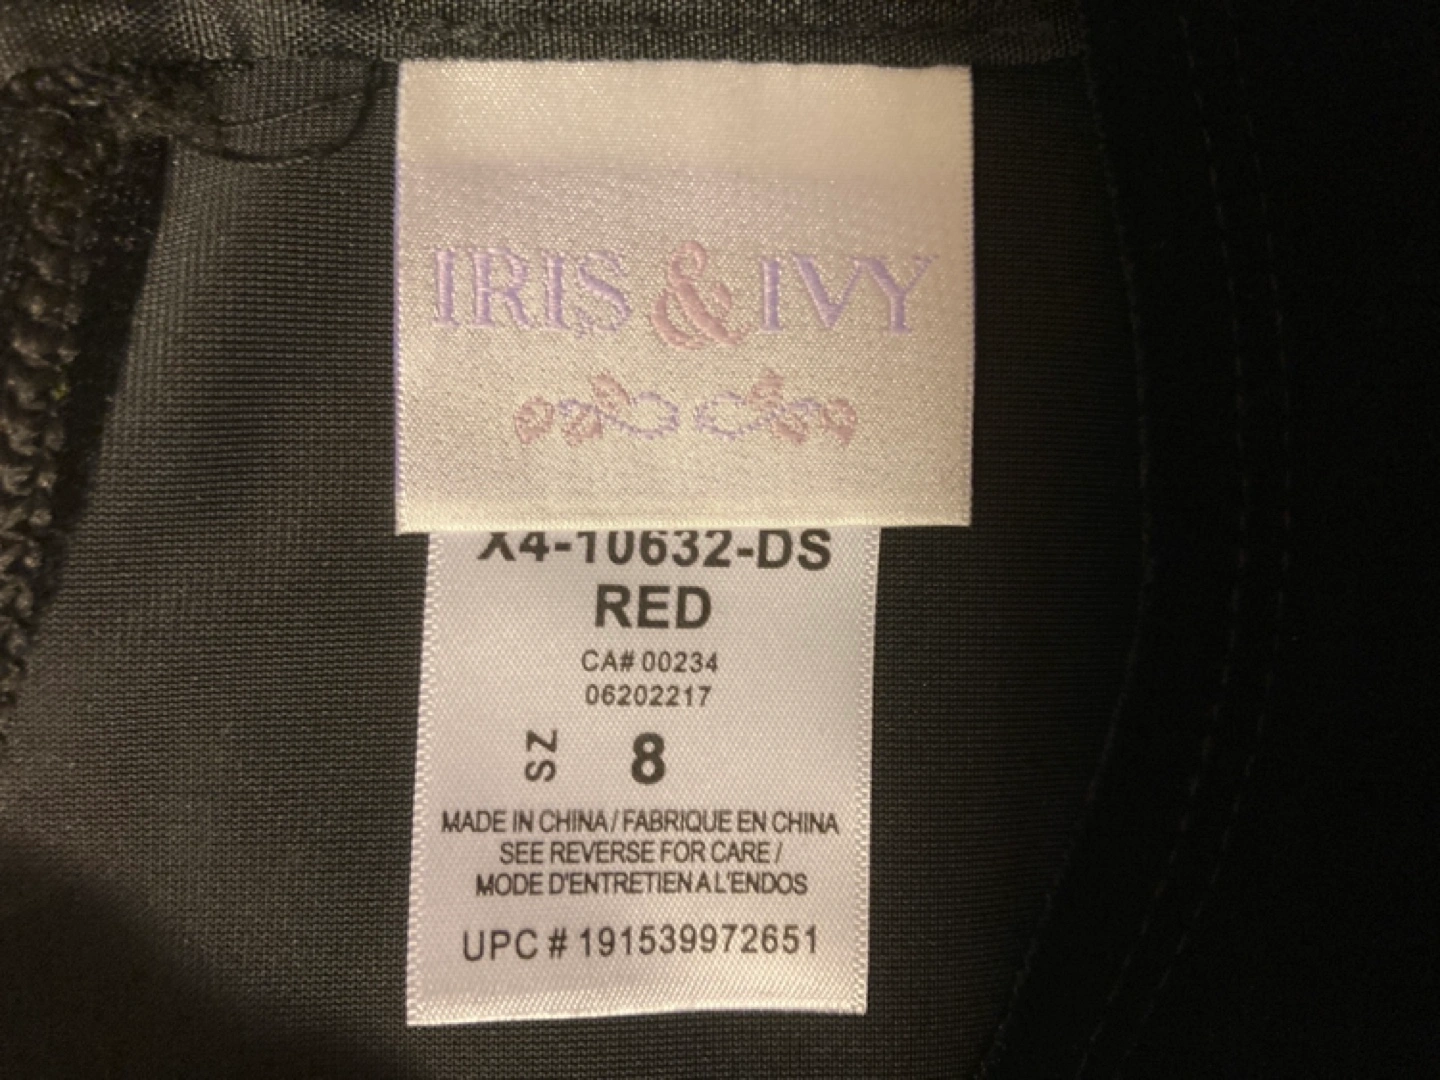 IRIS & IVY
X4-10632-DS
RED
CA# 00234
06202217
SZ 8
MADE IN CHINA / FABRIQUE EN CHINA
SEE REVERSE FOR CARE /
MODE D'ENTRETIEN A L'ENDOS
UPC # 191539972651